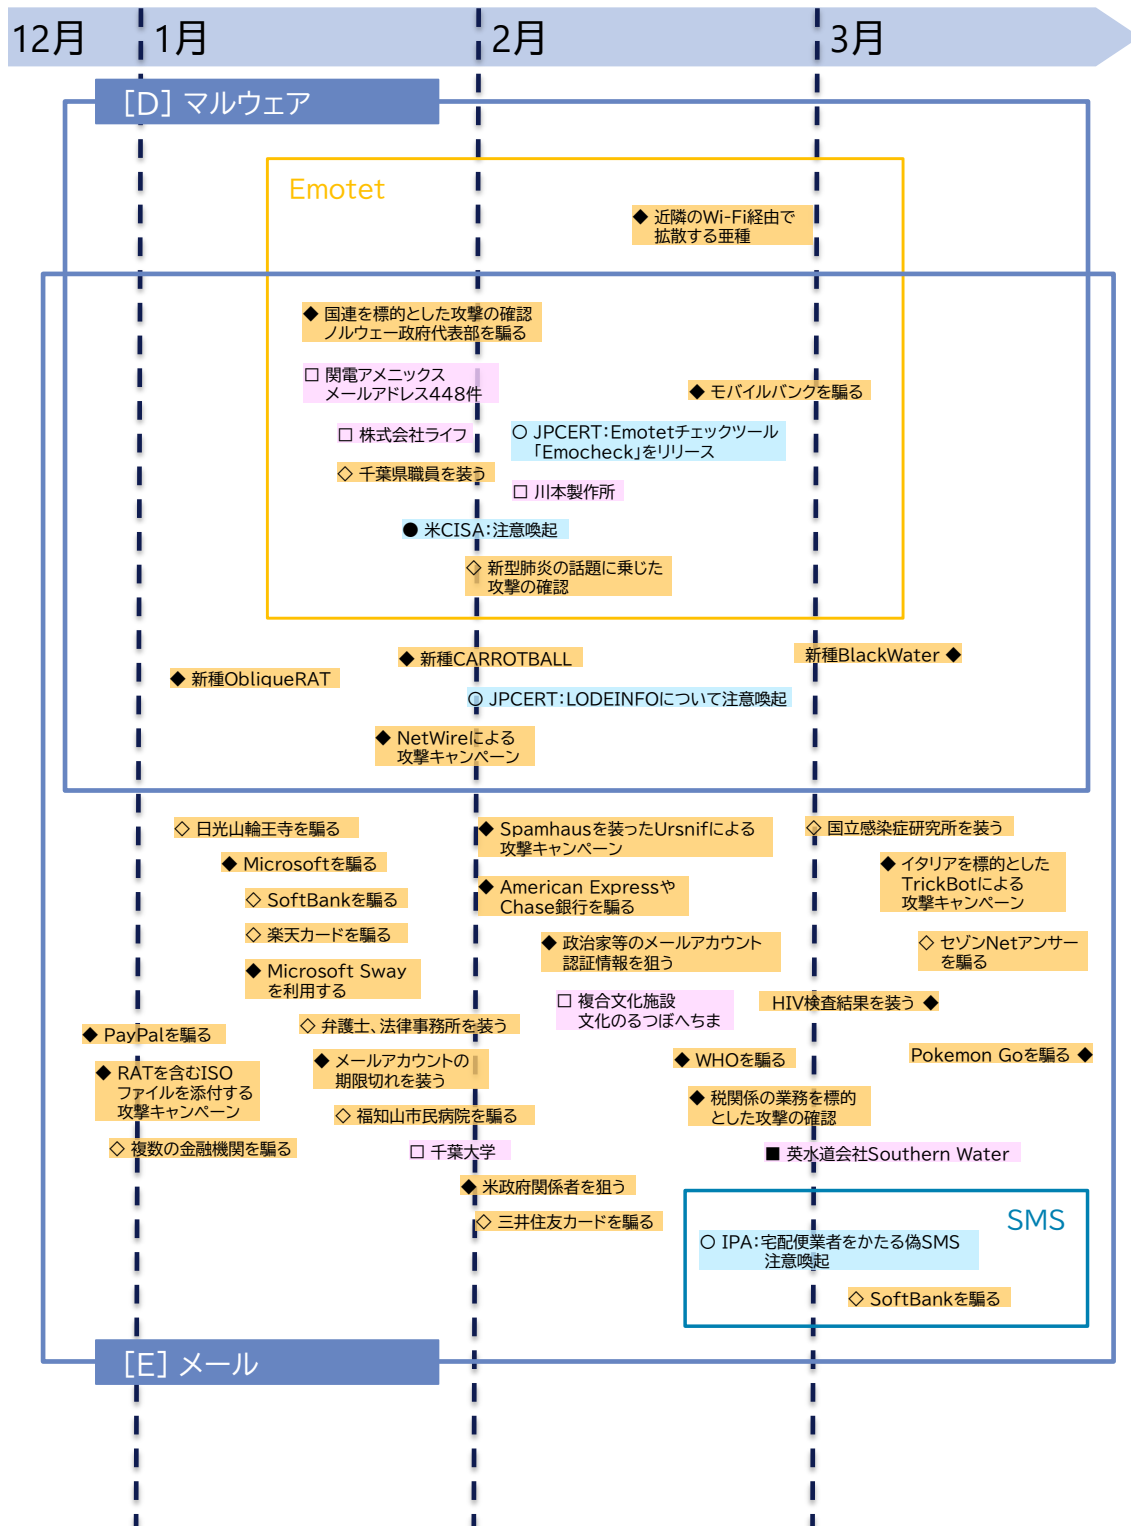 12月 1月 2月 3月
[D] マルウェア
Emotet
◆ 近隣のWi-Fi経由で
拡散する亜種
◆ 国連を標的とした攻撃の確認
ノルウェー政府代表部を騙る
□ 関電アメニックス
メールアドレス448件
◆ モバイルバンクを騙る
□ 株式会社ライフ
○ JPCERT:Emotetチェックツール
「Emocheck」をリリース
◇ 千葉県職員を装う
□ 川本製作所
● 米CISA:注意喚起
◇ 新型肺炎の話題に乗じた
攻撃の確認
◆ 新種CARROTBALL
新種BlackWater ◆
◆ 新種ObliqueRAT
○ JPCERT:LODEINFOについて注意喚起
◆ NetWireによる
攻撃キャンペーン
◇ 日光山輪王寺を騙る
◆ Spamhausを装ったUrsnifによる
攻撃キャンペーン
◇ 国立感染症研究所を装う
◆ Microsoftを騙る
◆ イタリアを標的とした
TrickBotによる
攻撃キャンペーン
◇ SoftBankを騙る
◆ American Expressや
Chase銀行を騙る
◇ 楽天カードを騙る
◆ 政治家等のメールアカウント
認証情報を狙う
◇ セゾンNetアンサー
を騙る
◆ Microsoft Sway
を利用する
□ 複合文化施設
文化のるつぼへちま
HIV検査結果を装う ◆
◇ 弁護士、法律事務所を装う
◆ PayPalを騙る
◆ メールアカウントの
期限切れを装う
◆ WHOを騙る
Pokemon Goを騙る ◆
◆ RATを含むISO
ファイルを添付する
攻撃キャンペーン
◆ 税関係の業務を標的
とした攻撃の確認
◇ 福知山市民病院を騙る
◇ 複数の金融機関を騙る
□ 千葉大学
■ 英水道会社Southern Water
◆ 米政府関係者を狙う
◇ 三井住友カードを騙る
SMS
○ IPA:宅配便業者をかたる偽SMS
注意喚起
◇ SoftBankを騙る
[E] メール